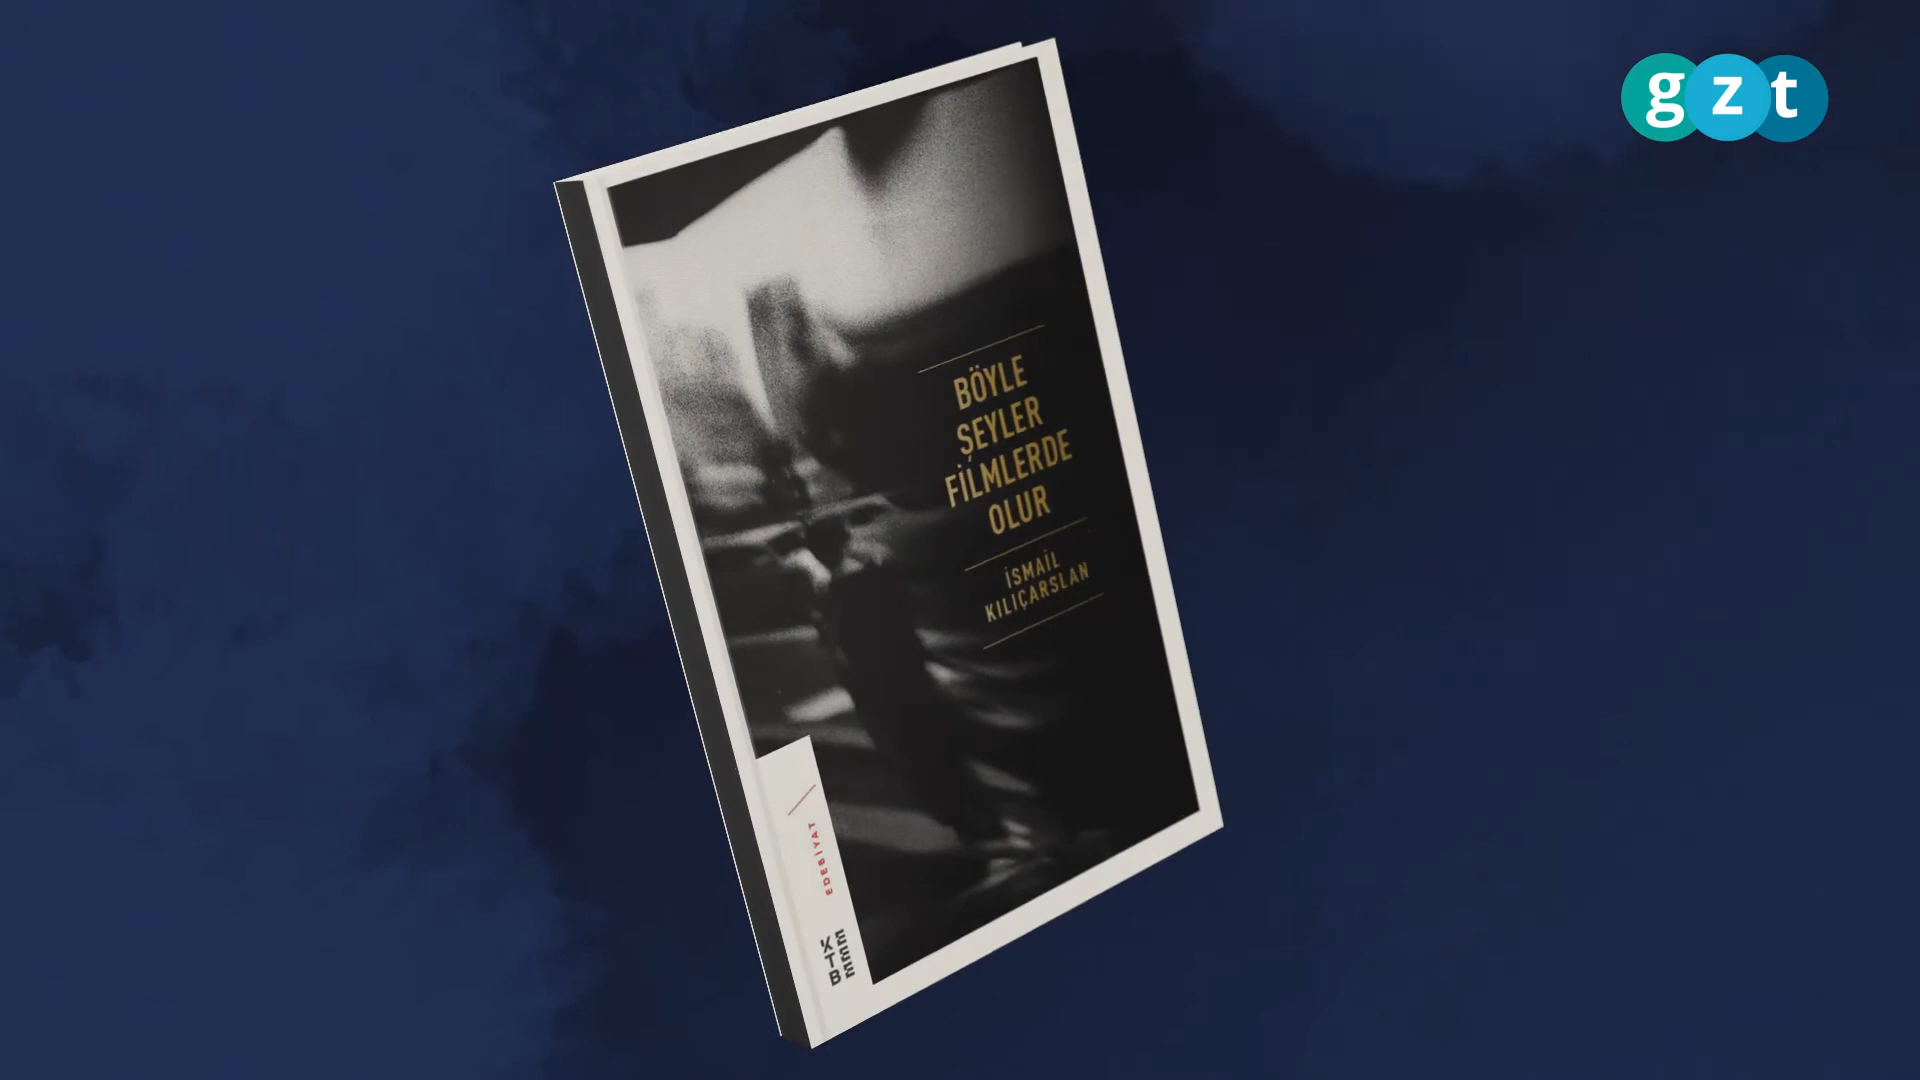 gzt
BÖYLE
ŞEYLER
FİLMLERDE
OLUR
İSMAİL
KILIÇARSLAN
EDEBİYAT
KTB